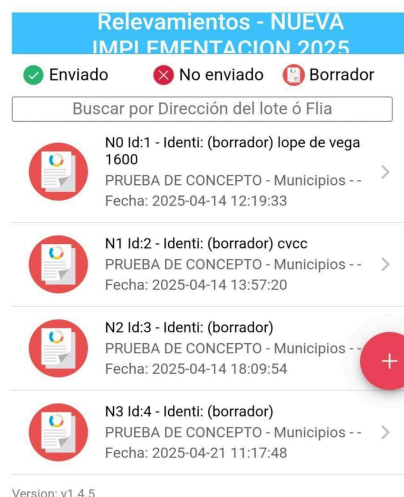 Relevamientos - NUEVA
IMPLEMENTACION 2025
Enviado No enviado Borrador
Buscar por Dirección del lote ó Flia
N0 Id:1 - Identi: (borrador) lope de vega
1600
PRUEBA DE CONCEPTO - Municipios - -
Fecha: 2025-04-14 12:19:33
N1 Id:2 - Identi: (borrador) cvcc
PRUEBA DE CONCEPTO - Municipios - -
Fecha: 2025-04-14 13:57:20
N2 Id:3 - Identi: (borrador)
PRUEBA DE CONCEPTO - Municipios - -
Fecha: 2025-04-14 18:09:54
N3 Id:4 - Identi: (borrador)
PRUEBA DE CONCEPTO - Municipios - -
Fecha: 2025-04-21 11:17:48
Version: v1.4.5